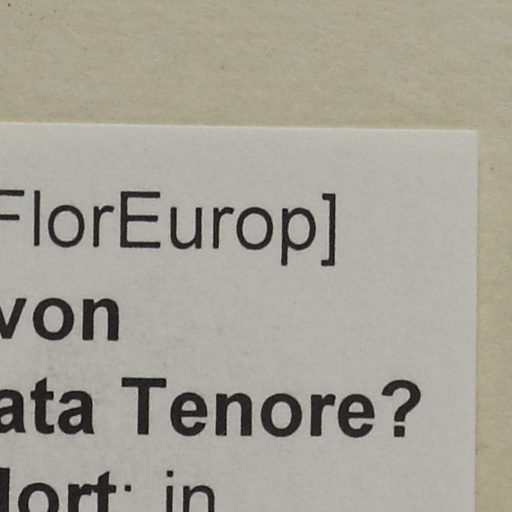 FlorEurop]
von
ata Tenore?
dort: in